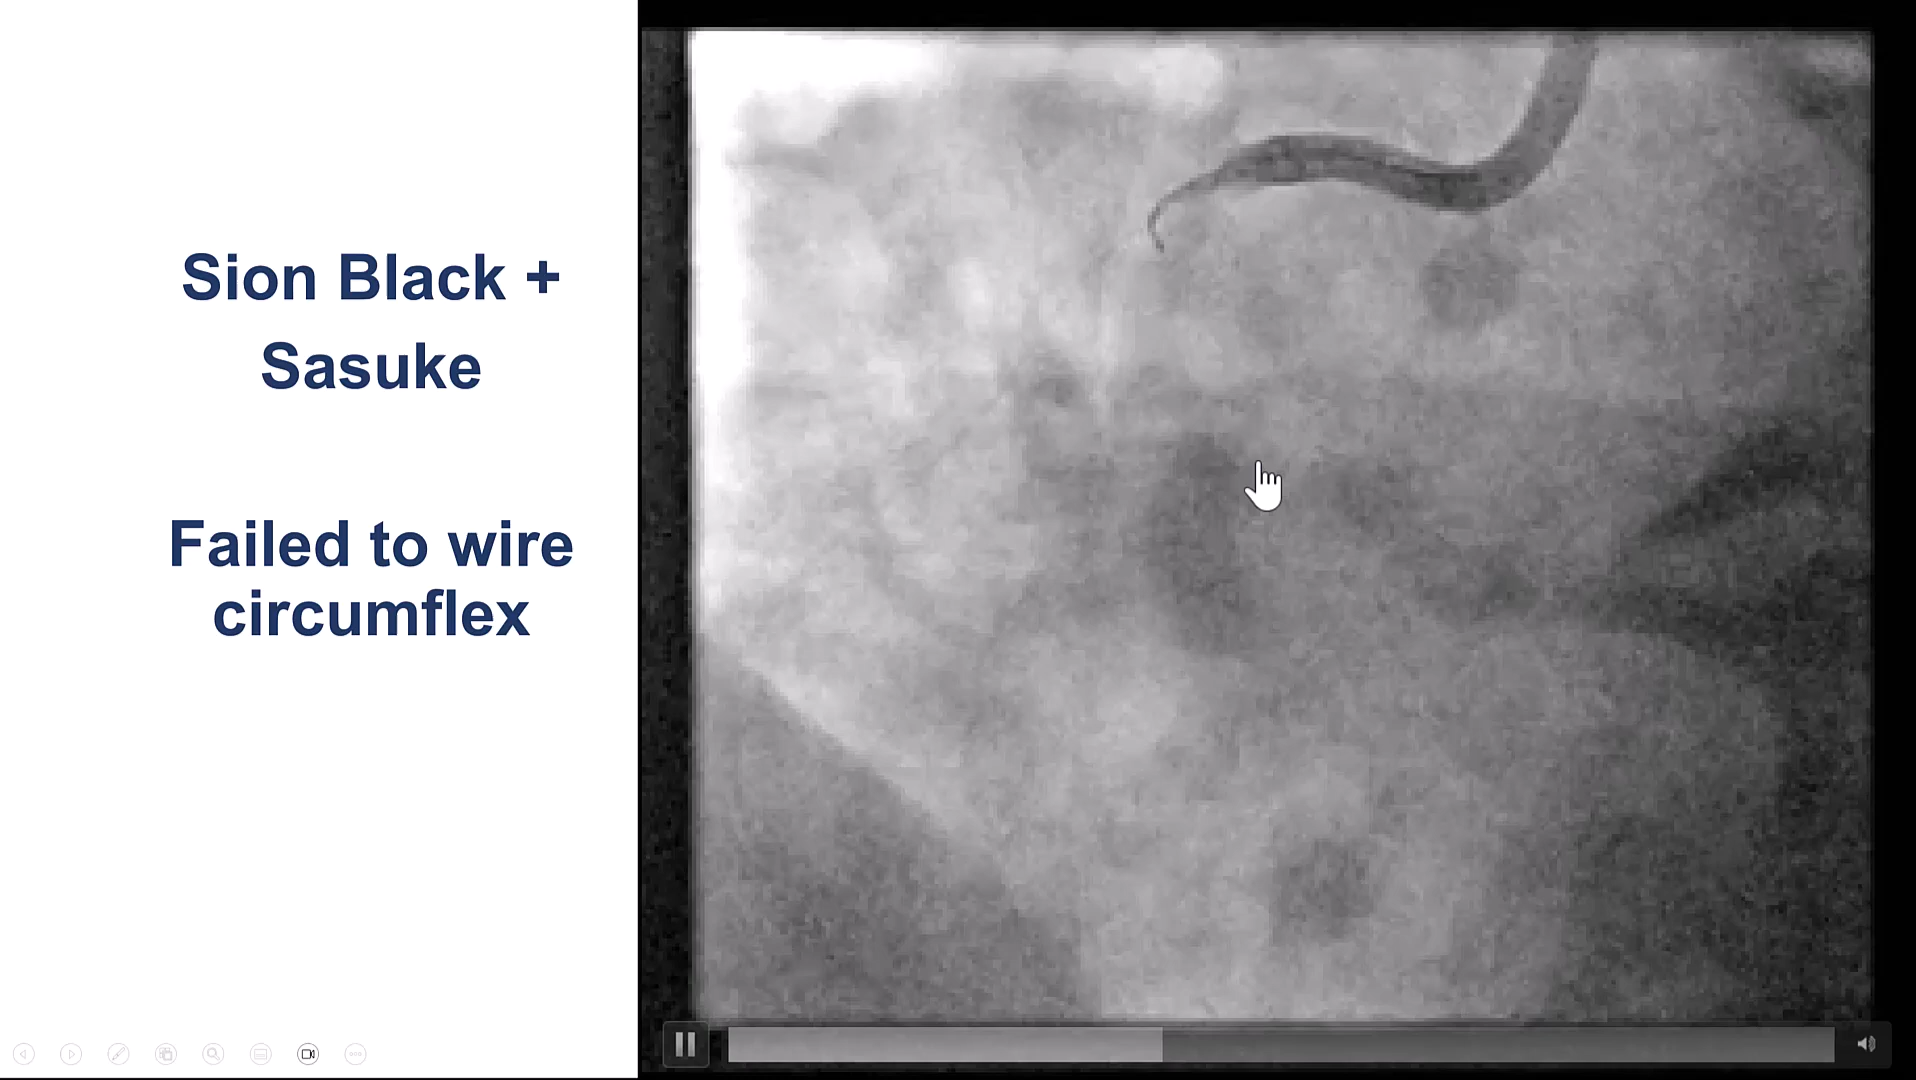 Sion Black +
Sasuke
Failed to wire
circumflex